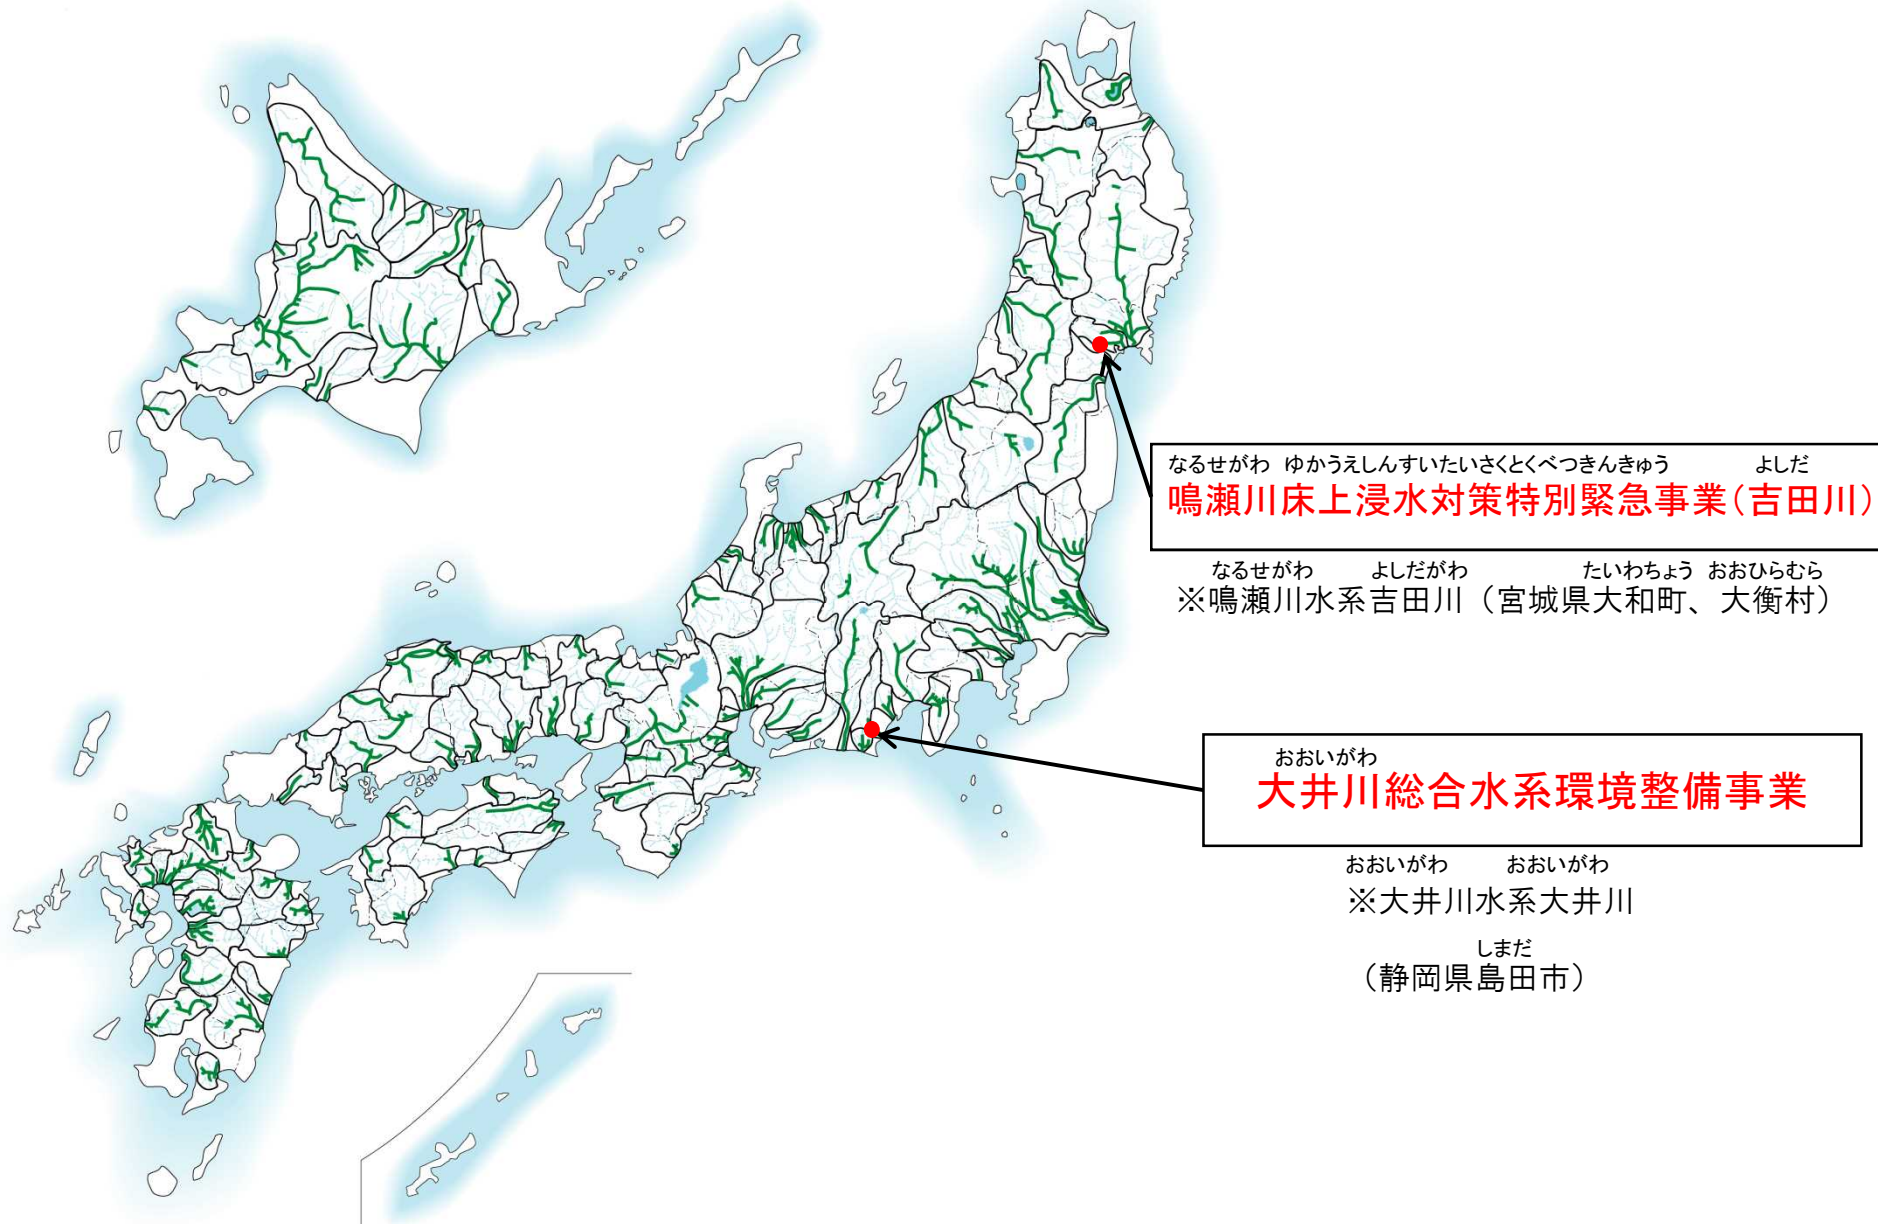 なるせがわ ゆかうえしんすいたいさくとくべつきんきゅう よしだ
鳴瀬川床上浸水対策特別緊急事業（吉田川）
なるせがわ よしだがわ たいわちょう おおひらむら
※鳴瀬川水系吉田川（宮城県大和町、大衡村）
おおいがわ
大井川総合水系環境整備事業
おおいがわ おおいがわ
※大井川水系大井川
しまだ
（静岡県島田市）